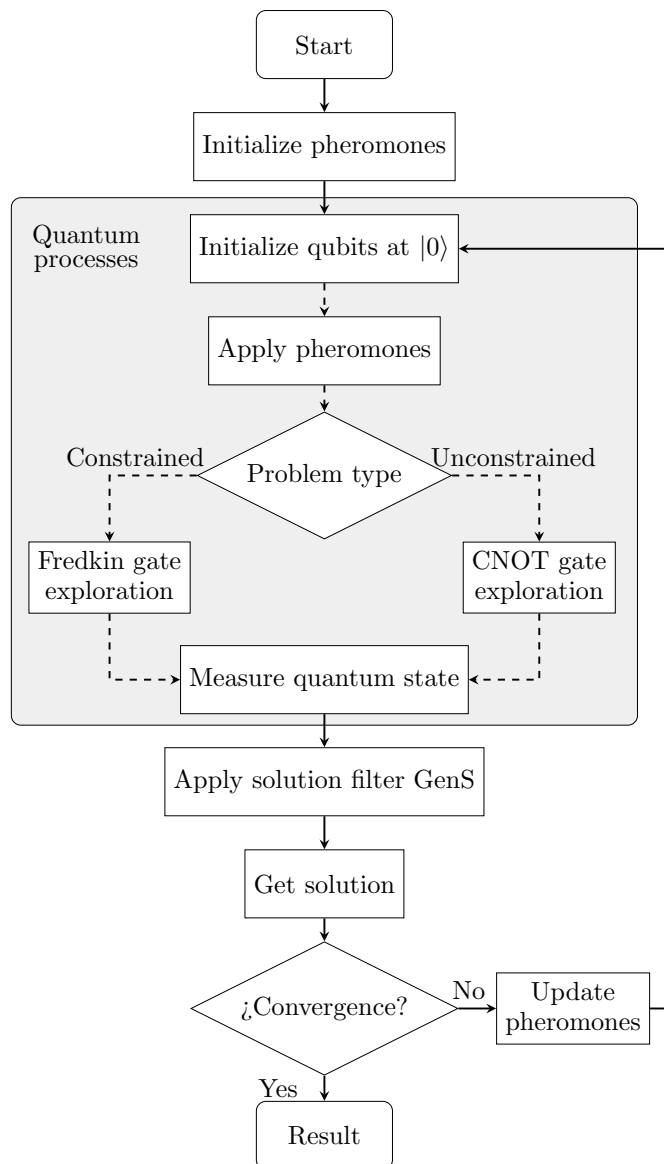 Start
Initialize pheromones
Quantum
processes
Initialize qubits at |0⟩
Apply pheromones
Constrained
Problem type
Unconstrained
Fredkin gate
exploration
CNOT gate
exploration
Measure quantum state
Apply solution filter GenS
Get solution
¿Convergence?
No
Update
pheromones
Yes
Result